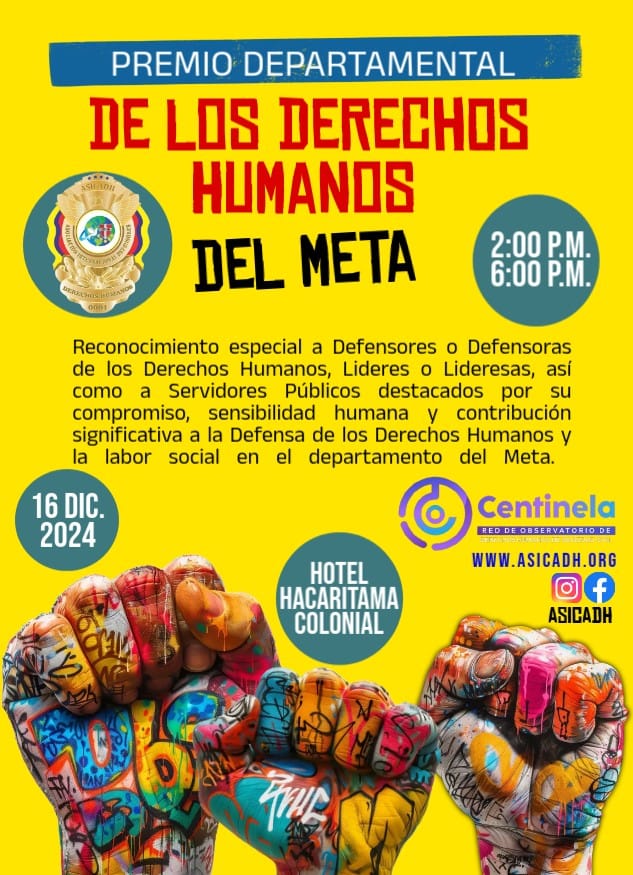 PREMIO DEPARTAMENTAL
DE LOS DERECHOS
HUMANOS
DEL META
ASICADH
DERECHOS HUMANOS
0001
2:00 P.M.
6:00 P.M.
Reconocimiento especial a Defensores o Defensoras
de los Derechos Humanos, Lideres o Lideresas, así
como a Servidores Públicos destacados por su
compromiso, sensibilidad humana y contribución
significativa a la Defensa de los Derechos Humanos y
la labor social en el departamento del Meta.
16 DIC.
2024
Centinela
RED DE OBSERVATORIO DE
WWW.ASICADH.ORG
ASICADH
HOTEL
HACARITAMA
COLONIAL